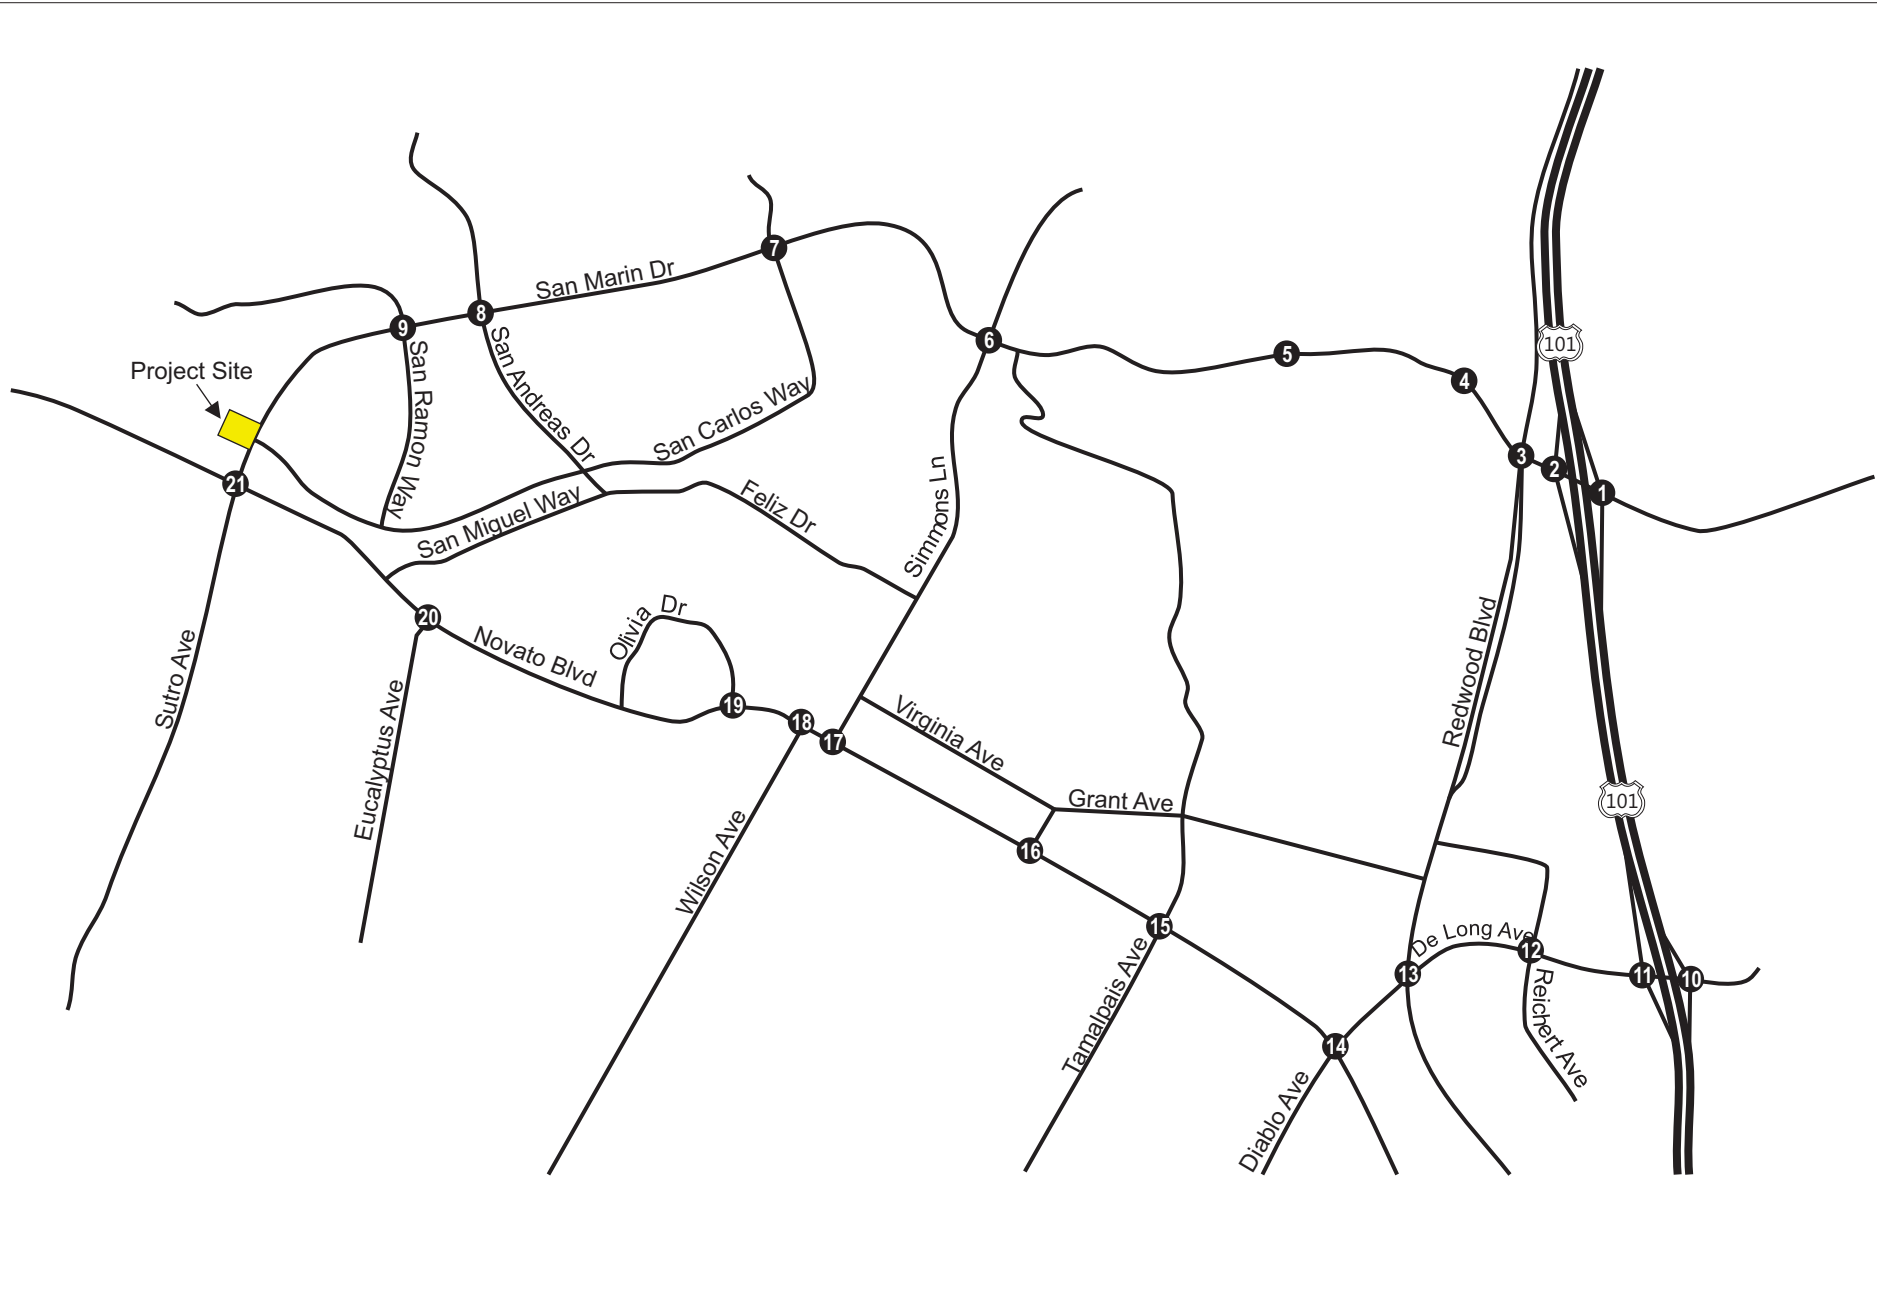 7
San Marin Dr
8
9
6
101
5
4
Project Site
San Ramon Way
San Andreas Dr
San Carlos Way
3
2
1
21
San Miguel Way
Feliz Dr
Simmons Ln
20
Novato Blvd
Olivia Dr
Sutro Ave
Eucalyptus Ave
19
18
17
Virginia Ave
Redwood Blvd
Grant Ave
101
Wilson Ave
16
15
De Long Ave
12
13
11
10
Tamalpais Ave
Reichert Ave
14
Diablo Ave